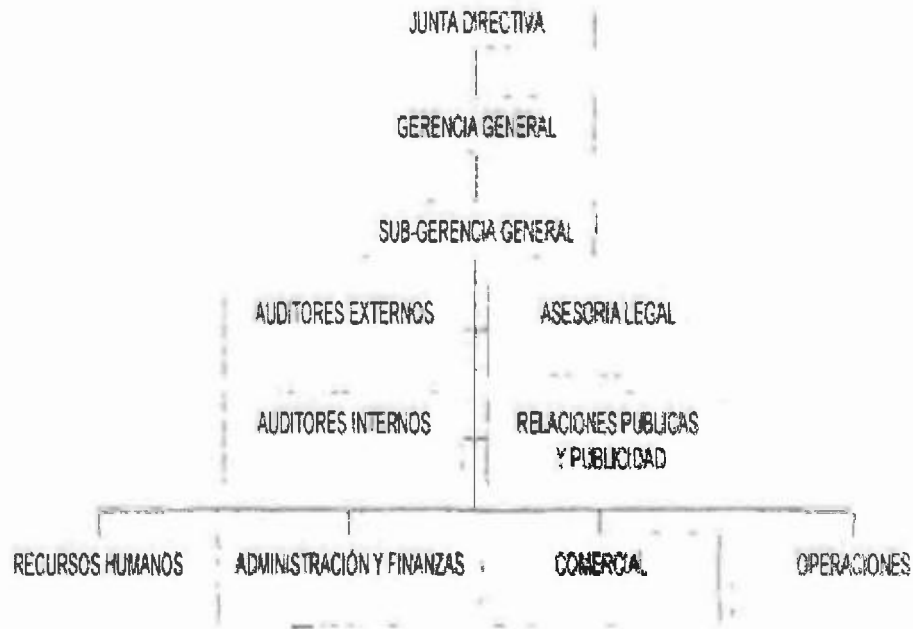 JUNTA DIRECTIVA
GERENCIA GENERAL
SUB-GERENCIA GENERAL
AUDITORES EXTERNOS
ASESORIA LEGAL
AUDITORES INTERNOS
RELACIONES PUBLICAS
Y PUBLICIDAD
RECURSOS HUMANOS
ADMINISTRACIÓN Y FINANZAS
COMERCIAL
OPERACIONES